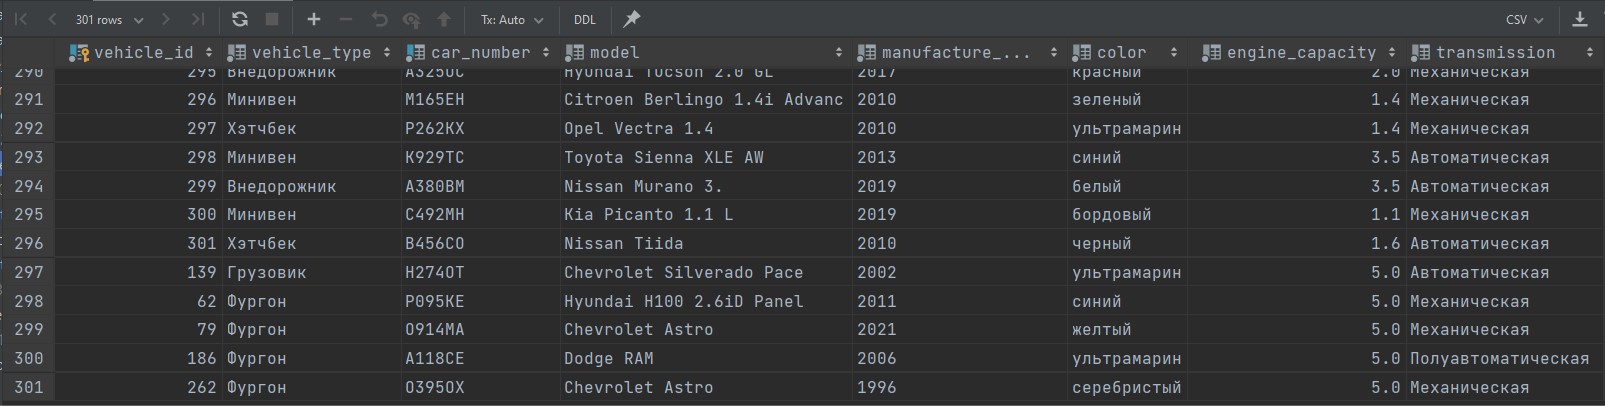 301 rows Tx: Auto DDL CSV
vehicle_id vehicle_type car_number model manufacture_... color engine_capacity transmission
290 295 Внедорожник А325ОС Hyundai Tucson 2.0 GL 2017 красный 2.0 Механическая
291 296 Минивен М165ЕН Citroen Berlingo 1.4i Advanc 2010 зеленый 1.4 Механическая
292 297 Хэтчбек Р262КХ Opel Vectra 1.4 2010 ультрамарин 1.4 Механическая
293 298 Минивен К929ТС Toyota Sienna XLE AW 2013 синий 3.5 Автоматическая
294 299 Внедорожник А380ВМ Nissan Murano 3. 2019 белый 3.5 Автоматическая
295 300 Минивен С492МН Kia Picanto 1.1 L 2019 бордовый 1.1 Механическая
296 301 Хэтчбек В456СО Nissan Tiida 2010 черный 1.6 Автоматическая
297 139 Грузовик Н274ОТ Chevrolet Silverado Pace 2002 ультрамарин 5.0 Автоматическая
298 62 Фургон Р095КЕ Hyundai H100 2.6iD Panel 2011 синий 5.0 Механическая
299 79 Фургон О914МА Chevrolet Astro 2021 желтый 5.0 Механическая
300 186 Фургон А118СЕ Dodge RAM 2006 ультрамарин 5.0 Полуавтоматическая
301 262 Фургон О395ОХ Chevrolet Astro 1996 серебристый 5.0 Механическая